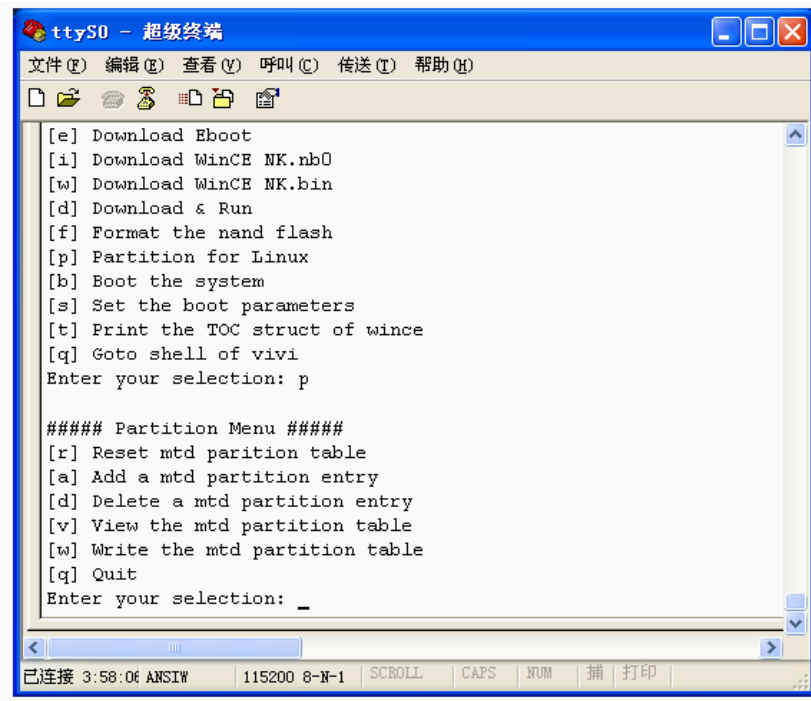 ttyS0 - 超级终端
文件(F) 编辑(E) 查看(V) 呼叫(C) 传送(T) 帮助(H)
[e] Download Eboot
[i] Download WinCE NK.nb0
[w] Download WinCE NK.bin
[d] Download & Run
[f] Format the nand flash
[p] Partition for Linux
[b] Boot the system
[s] Set the boot parameters
[t] Print the TOC struct of wince
[q] Goto shell of vivi
Enter your selection: p
##### Partition Menu #####
[r] Reset mtd parition table
[a] Add a mtd partition entry
[d] Delete a mtd partition entry
[v] View the mtd partition table
[w] Write the mtd partition table
[q] Quit
Enter your selection: _
已连接 3:58:06 ANSIW 115200 8-N-1 SCROLL CAPS NUM 捕 打印